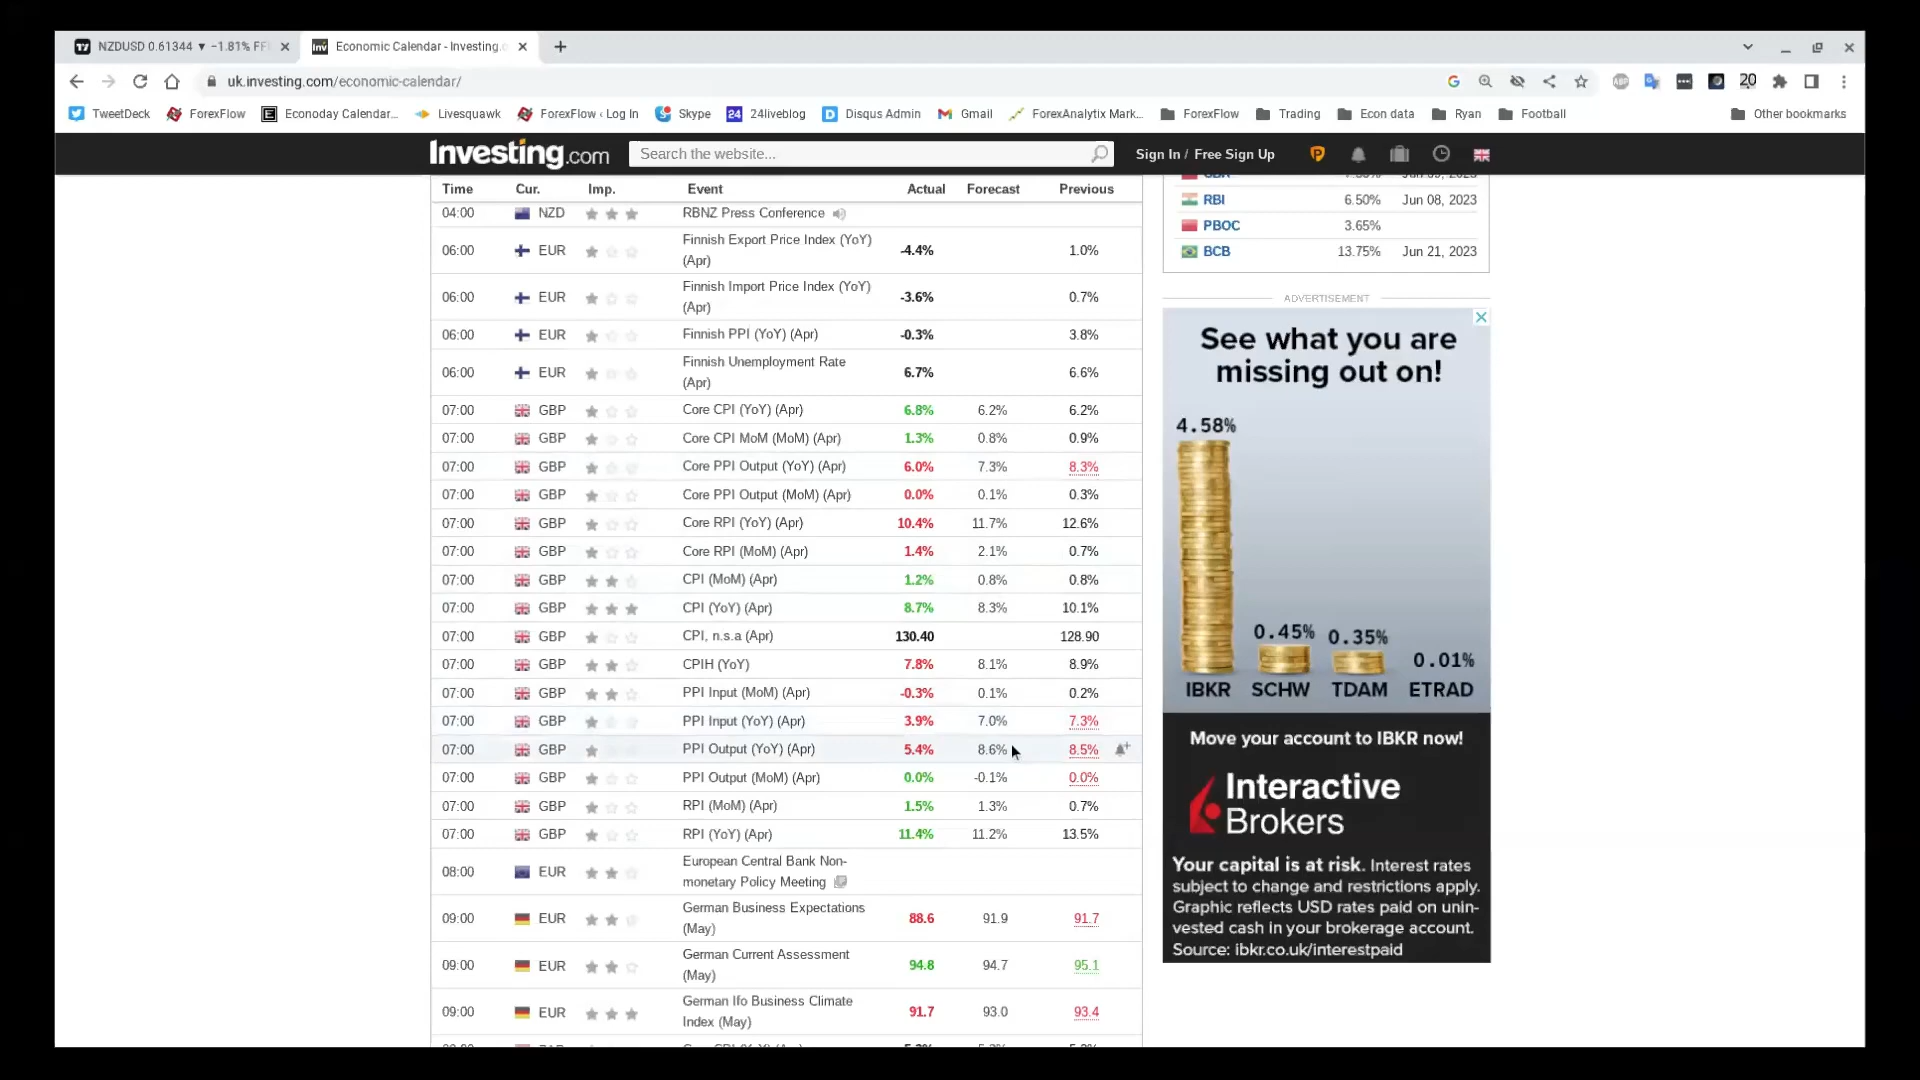 NZDUSD 0.61344 ▼ −1.81% FF
Economic Calendar - Investing.c
uk.investing.com/economic-calendar/
20
TweetDeck
ForexFlow
Econoday Calendar...
Livesquawk
ForexFlow ‹ Log In
Skype
24 24liveblog
Disqus Admin
Gmail
ForexAnalytix Mark...
ForexFlow
Trading
Econ data
Ryan
Football
Other bookmarks
Investing.com
Search the website...
Sign In / Free Sign Up
Time Cur. Imp. Event Actual Forecast Previous
04:00 NZD RBNZ Press Conference
06:00 EUR Finnish Export Price Index (YoY) (Apr) -4.4% 1.0%
06:00 EUR Finnish Import Price Index (YoY) (Apr) -3.6% 0.7%
06:00 EUR Finnish PPI (YoY) (Apr) -0.3% 3.8%
06:00 EUR Finnish Unemployment Rate (Apr) 6.7% 6.6%
07:00 GBP Core CPI (YoY) (Apr) 6.8% 6.2% 6.2%
07:00 GBP Core CPI MoM (MoM) (Apr) 1.3% 0.8% 0.9%
07:00 GBP Core PPI Output (YoY) (Apr) 6.0% 7.3% 8.3%
07:00 GBP Core PPI Output (MoM) (Apr) 0.0% 0.1% 0.3%
07:00 GBP Core RPI (YoY) (Apr) 10.4% 11.7% 12.6%
07:00 GBP Core RPI (MoM) (Apr) 1.4% 2.1% 0.7%
07:00 GBP CPI (MoM) (Apr) 1.2% 0.8% 0.8%
07:00 GBP CPI (YoY) (Apr) 8.7% 8.3% 10.1%
07:00 GBP CPI, n.s.a (Apr) 130.40 128.90
07:00 GBP CPIH (YoY) 7.8% 8.1% 8.9%
07:00 GBP PPI Input (MoM) (Apr) -0.3% 0.1% 0.2%
07:00 GBP PPI Input (YoY) (Apr) 3.9% 7.0% 7.3%
07:00 GBP PPI Output (YoY) (Apr) 5.4% 8.6% 8.5%
07:00 GBP PPI Output (MoM) (Apr) 0.0% -0.1% 0.0%
07:00 GBP RPI (MoM) (Apr) 1.5% 1.3% 0.7%
07:00 GBP RPI (YoY) (Apr) 11.4% 11.2% 13.5%
08:00 EUR European Central Bank Non-monetary Policy Meeting
09:00 EUR German Business Expectations (May) 88.6 91.9 91.7
09:00 EUR German Current Assessment (May) 94.8 94.7 95.1
09:00 EUR German Ifo Business Climate Index (May) 91.7 93.0 93.4
RBI 6.50% Jun 08, 2023
PBOC 3.65%
BCB 13.75% Jun 21, 2023
ADVERTISEMENT
See what you are
missing out on!
4.58%
0.45%
0.35%
0.01%
IBKR SCHW TDAM ETRAD
Move your account to IBKR now!
Interactive
Brokers
Your capital is at risk. Interest rates
subject to change and restrictions apply.
Graphic reflects USD rates paid on unin-
vested cash in your brokerage account.
Source: ibkr.co.uk/interestpaid